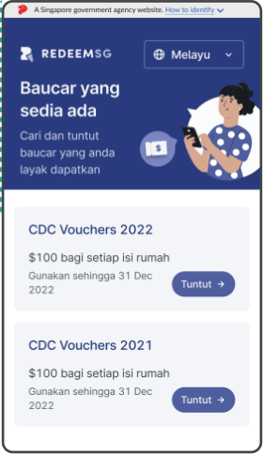 A Singapore government agency website. How to identify
REDEEMSG
Melayu
Baucar yang
sedia ada
Cari dan tuntut
baucar yang anda
layak dapatkan
$
CDC Vouchers 2022
$100 bagi setiap isi rumah
Gunakan sehingga 31 Dec
2022
Tuntut →
CDC Vouchers 2021
$100 bagi setiap isi rumah
Gunakan sehingga 31 Dec
2022
Tuntut →